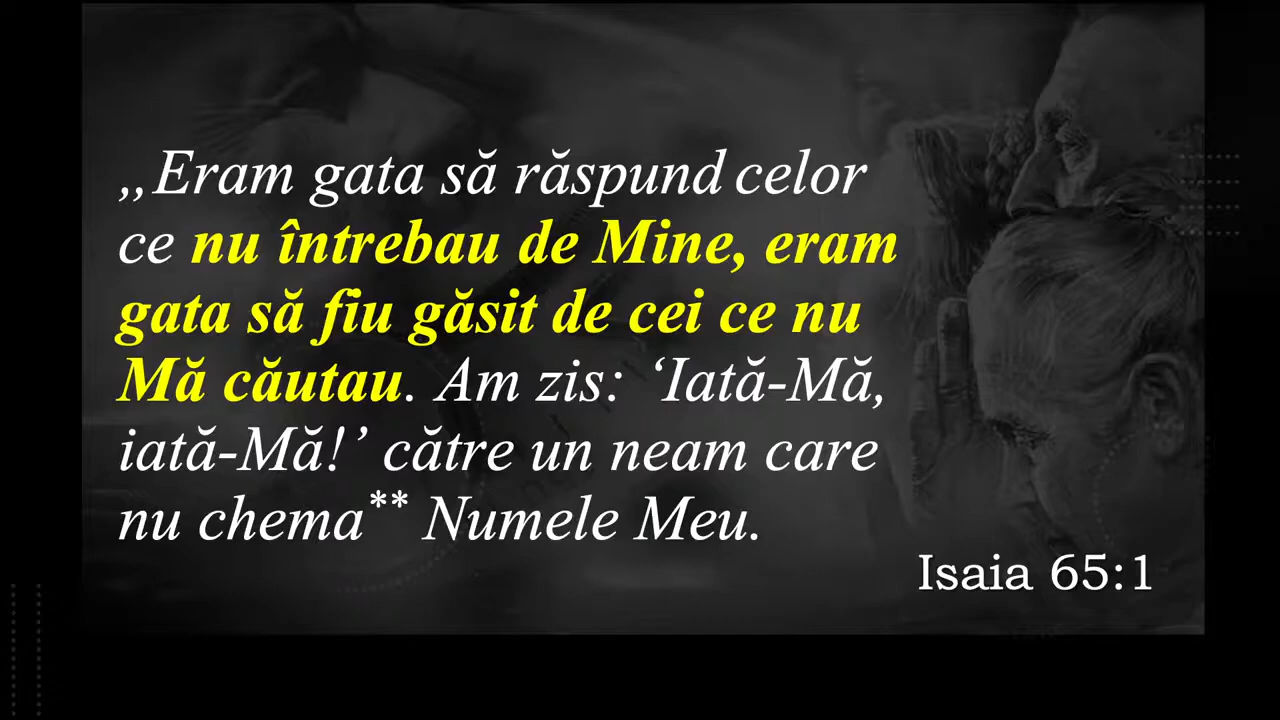 „Eram gata să răspund celor
ce nu întrebau de Mine, eram
gata să fiu găsit de cei ce nu
Mă căutau. Am zis: ‘Iată-Mă,
iată-Mă!’ către un neam care
nu chema** Numele Meu.
Isaia 65:1